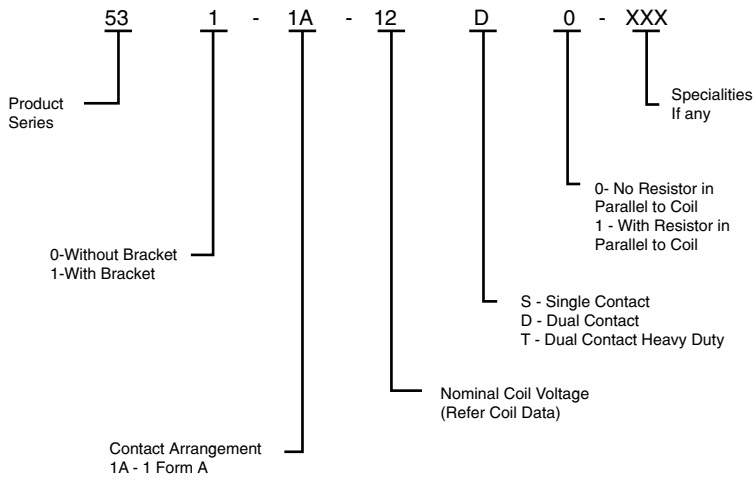 53 1 - 1A - 12 D 0 - XXX
Product
Series
Specialities
If any
0- No Resistor in
Parallel to Coil
1 - With Resistor in
Parallel to Coil
0-Without Bracket
1-With Bracket
S - Single Contact
D - Dual Contact
T - Dual Contact Heavy Duty
Nominal Coil Voltage
(Refer Coil Data)
Contact Arrangement
1A - 1 Form A